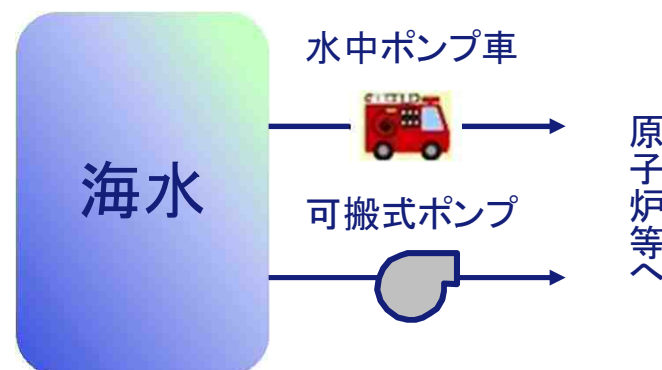 水中ポンプ車
海水
可搬式ポンプ
原子炉等へ